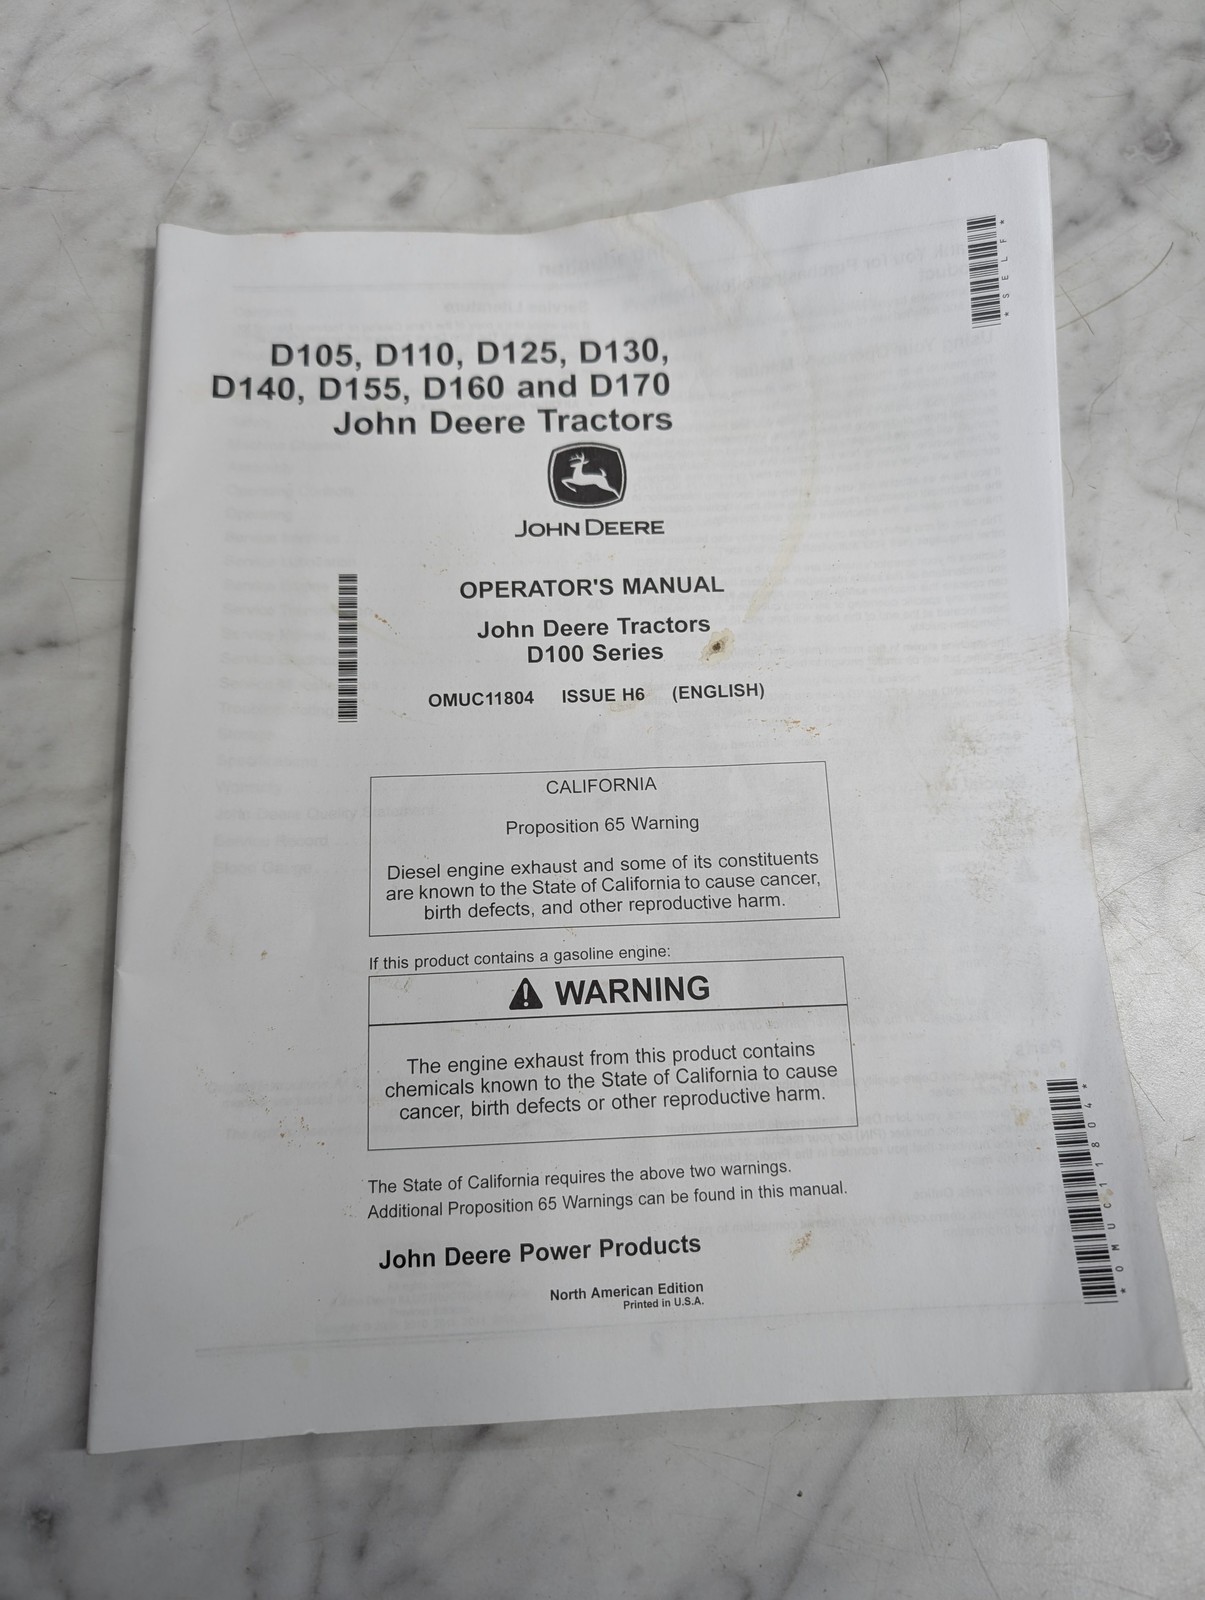 D105, D110, D125, D130,
D140, D155, D160 and D170
John Deere Tractors
JOHN DEERE
OPERATOR'S MANUAL
John Deere Tractors
D100 Series
OMUC11804 ISSUE H6 (ENGLISH)
CALIFORNIA
Proposition 65 Warning
Diesel engine exhaust and some of its constituents
are known to the State of California to cause cancer,
birth defects, and other reproductive harm.
If this product contains a gasoline engine:
WARNING
The engine exhaust from this product contains
chemicals known to the State of California to cause
cancer, birth defects or other reproductive harm.
The State of California requires the above two warnings.
Additional Proposition 65 Warnings can be found in this manual.
John Deere Power Products
North American Edition
Printed in U.S.A.
*SELF*
*OMUC11804*